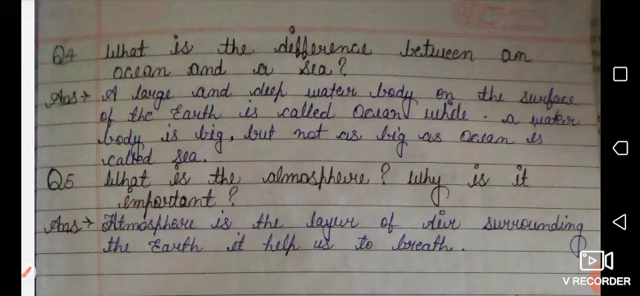 Q4 What is the difference between an
ocean and a sea?
Ans→ A large and deep water body on the surface
of the Earth is called Ocean while. a water
body is big, but not as big as ocean is
called sea.
Q5 What is the atmosphere? Why is it
important?
Ans→ Atmosphere is the layer of Air surrounding
the Earth it help us to breath.
V RECORDER